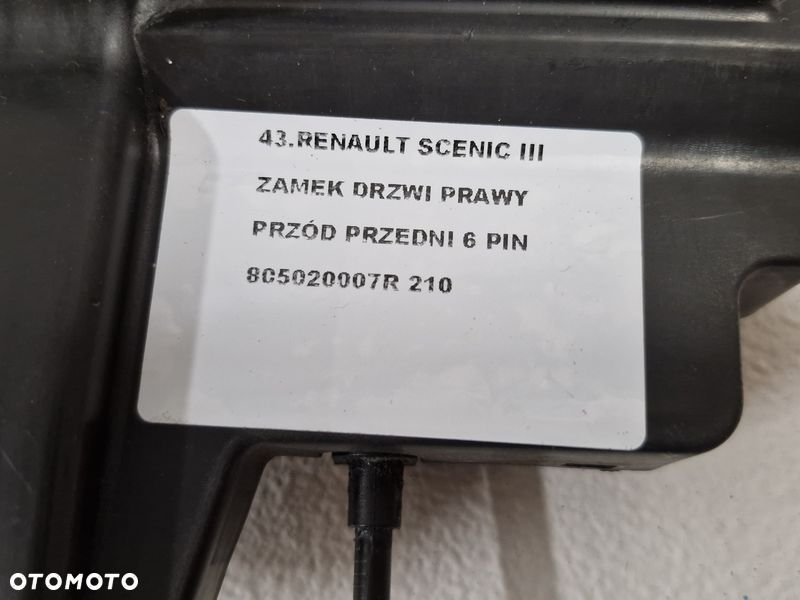 43.RENAULT SCENIC III
ZAMEK DRZWI PRAWY
PRZÓD PRZEDNI 6 PIN
805020007R 210
OTOMOTO